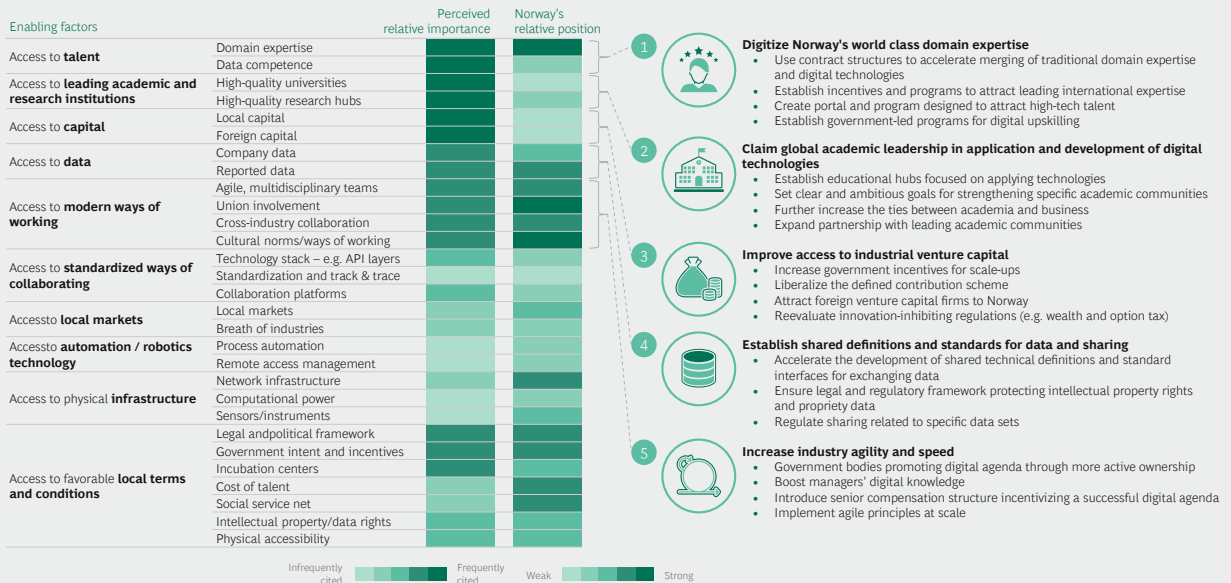 Enabling factors
Perceived
relative importance
Norway's
relative position
Access to talent
Domain expertise
Data competence
Access to leading academic and
research institutions
High-quality universities
High-quality research hubs
Access to capital
Local capital
Foreign capital
Access to data
Company data
Reported data
Access to modern ways of
working
Agile, multidisciplinary teams
Union involvement
Cross-industry collaboration
Cultural norms/ways of working
Access to standardized ways of
collaborating
Technology stack – e.g. API layers
Standardization and track & trace
Collaboration platforms
Accessto local markets
Local markets
Breath of industries
Accessto automation / robotics
technology
Process automation
Remote access management
Access to physical infrastructure
Network infrastructure
Computational power
Sensors/instruments
Access to favorable local terms
and conditions
Legal andpolitical framework
Government intent and incentives
Incubation centers
Cost of talent
Social service net
Intellectual property/data rights
Physical accessibility
Infrequently
cited
Frequently
cited
Weak
Strong
1
Digitize Norway's world class domain expertise
• Use contract structures to accelerate merging of traditional domain expertise
and digital technologies
• Establish incentives and programs to attract leading international expertise
• Create portal and program designed to attract high-tech talent
• Establish government-led programs for digital upskilling
2
Claim global academic leadership in application and development of digital
technologies
• Establish educational hubs focused on applying technologies
• Set clear and ambitious goals for strengthening specific academic communities
• Further increase the ties between academia and business
• Expand partnership with leading academic communities
3
Improve access to industrial venture capital
• Increase government incentives for scale-ups
• Liberalize the defined contribution scheme
• Attract foreign venture capital firms to Norway
• Reevaluate innovation-inhibiting regulations (e.g. wealth and option tax)
4
Establish shared definitions and standards for data and sharing
• Accelerate the development of shared technical definitions and standard
interfaces for exchanging data
• Ensure legal and regulatory framework protecting intellectual property rights
and propriety data
• Regulate sharing related to specific data sets
5
Increase industry agility and speed
• Government bodies promoting digital agenda through more active ownership
• Boost managers' digital knowledge
• Introduce senior compensation structure incentivizing a successful digital agenda
• Implement agile principles at scale